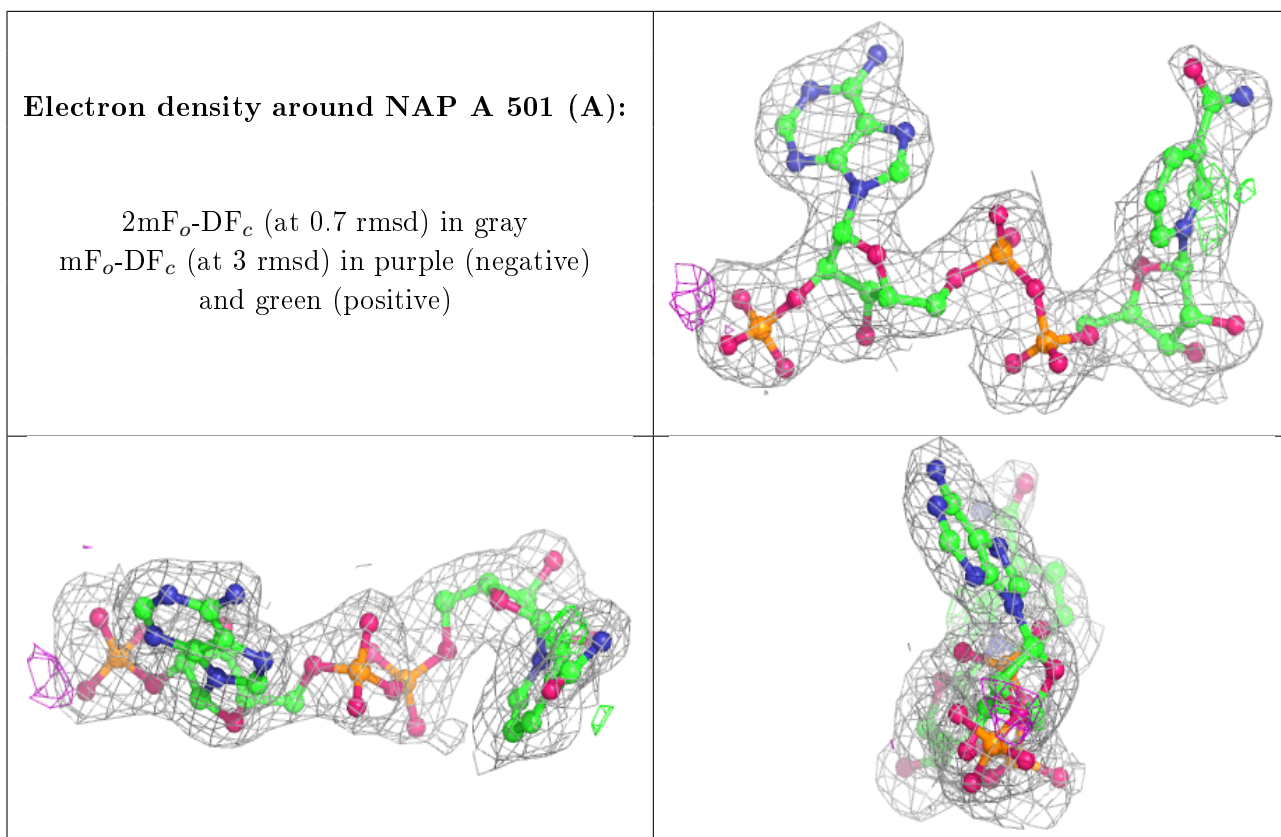 Electron density around NAP A 501 (A):
2mFo-DFc (at 0.7 rmsd) in gray
mFo-DFc (at 3 rmsd) in purple (negative)
and green (positive)